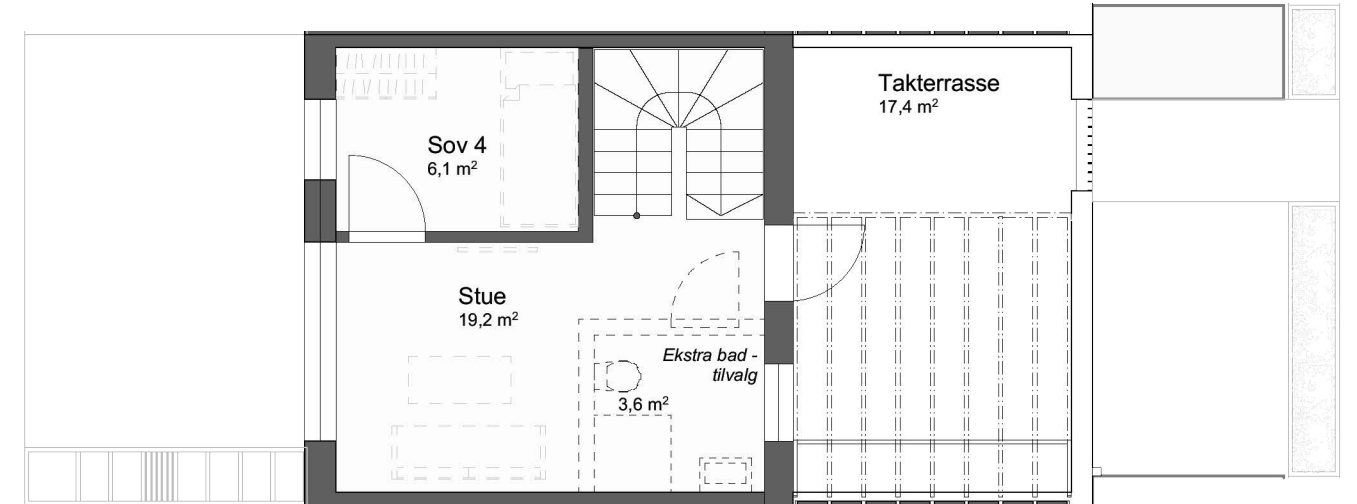 Takterrasse
17,4 m²
Sov 4
6,1 m²
Stue
19,2 m²
Ekstra bad -
tilvalg
3,6 m²